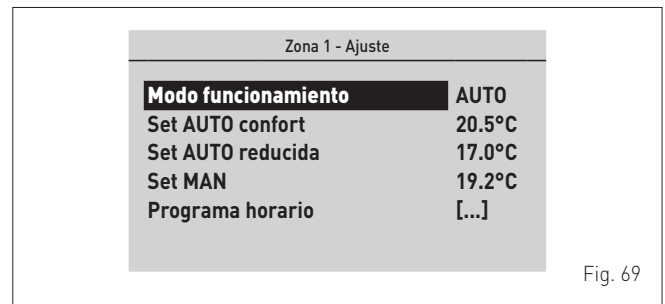 Zona 1 - Ajuste
Modo funcionamiento AUTO
Set AUTO confort 20.5°C
Set AUTO reducida 17.0°C
Set MAN 19.2°C
Programa horario [...]
Fig. 69